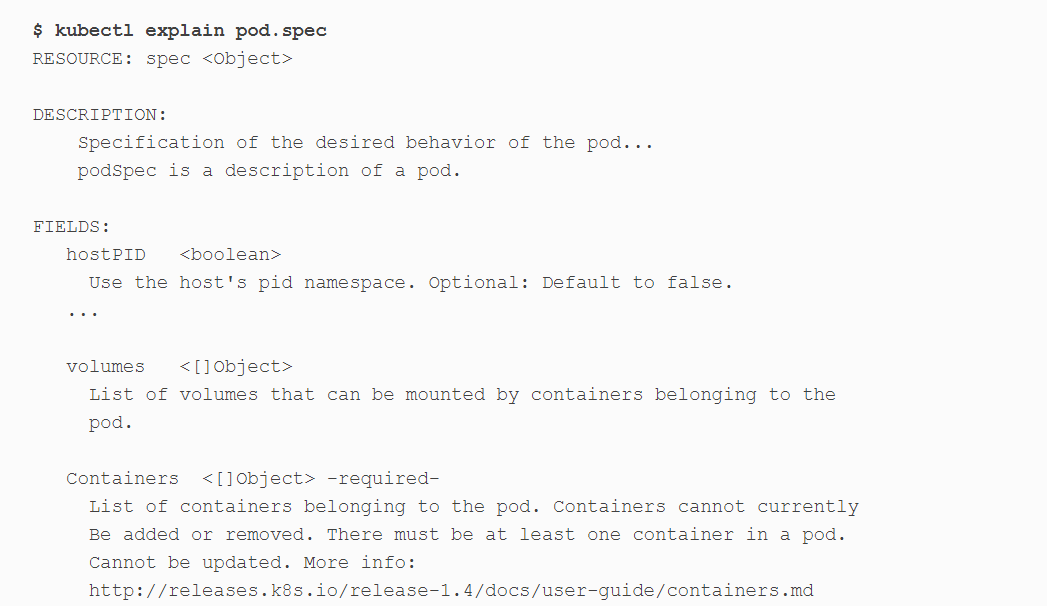 $ kubectl explain pod.spec
RESOURCE: spec <Object>
DESCRIPTION:
Specification of the desired behavior of the pod...
podSpec is a description of a pod.
FIELDS:
hostPID <boolean>
Use the host's pid namespace. Optional: Default to false.
...
volumes <[]Object>
List of volumes that can be mounted by containers belonging to the
pod.
Containers <[]Object> -required-
List of containers belonging to the pod. Containers cannot currently
Be added or removed. There must be at least one container in a pod.
Cannot be updated. More info:
http://releases.k8s.io/release-1.4/docs/user-guide/containers.md